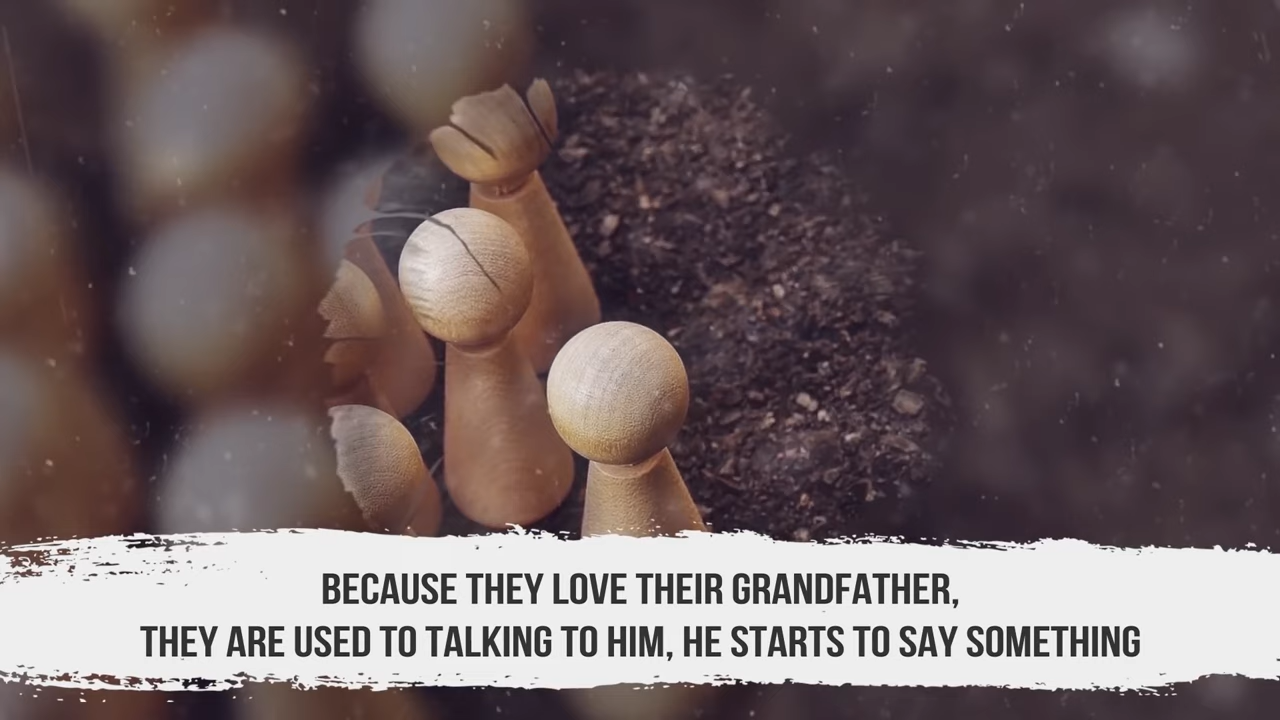 BECAUSE THEY LOVE THEIR GRANDFATHER,
THEY ARE USED TO TALKING TO HIM, HE STARTS TO SAY SOMETHING